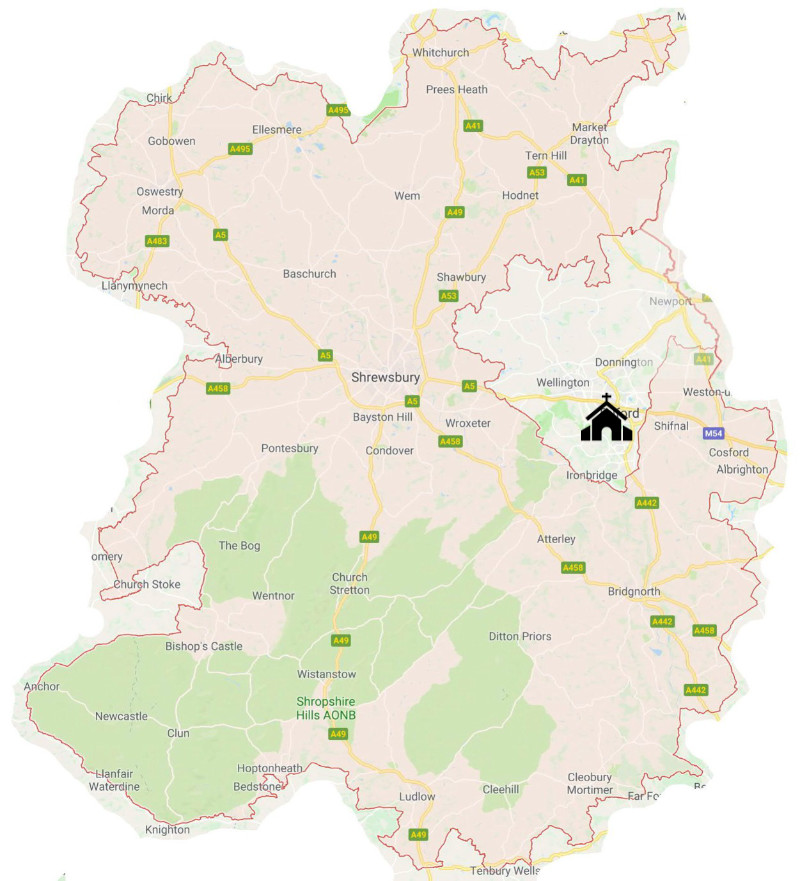 M
Whitchurch
Prees Heath
Chirk
A495
Ellesmere
A41
Market
Drayton
Gobowen
A495
Tern Hill
A53
A41
Oswestry
Wem
Hodnet
Morda
A49
A483
A5
Baschurch
Shawbury
Llanymynech
A53
Newport
Alberbury
A5
Donnington
A41
Shrewsbury
Wellington
A458
A5
Weston-u
A5
Bayston Hill
Wroxeter
ford
Shifnal
M54
A458
Pontesbury
Condover
Cosford
Albrighton
Ironbridge
A442
A49
Atterley
The Bog
omery
A458
Church Stoke
Church
Stretton
Wentnor
Bridgnorth
A442
A458
Bishop's Castle
A49
Ditton Priors
Wistanstow
Anchor
A442
Shropshire
Hills AONB
Newcastle
Clun
A49
Llanfair
Waterdine
Hoptonheath
Bedstone
Cleobury
Mortimer
Ludlow
Cleehill
Far Fo
Knighton
A49
Tenbury Wells